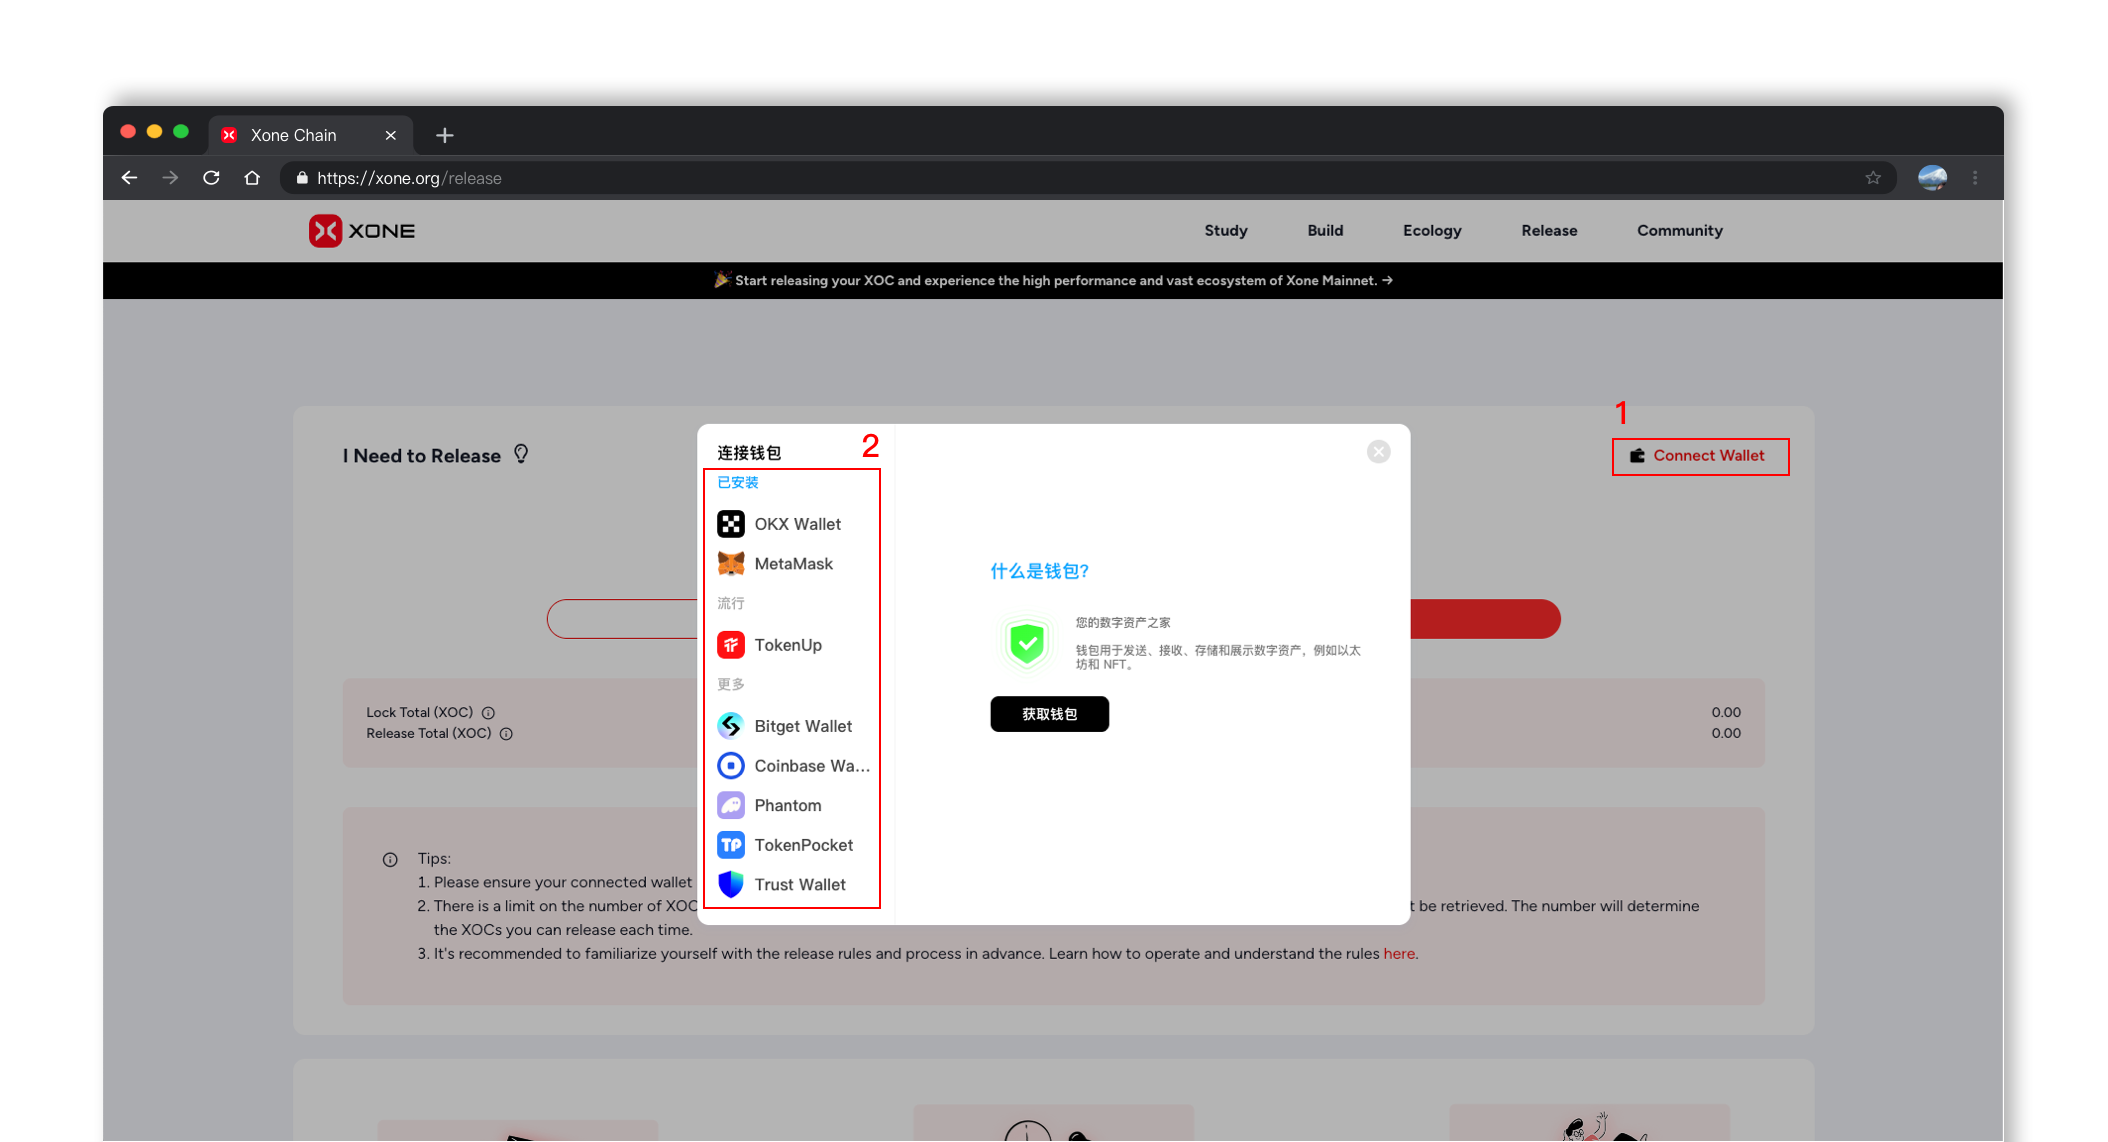 Xone Chain
https://xone.org/release
XONE
Study
Build
Ecology
Release
Community
Start releasing your XOC and experience the high performance and vast ecosystem of Xone Mainnet. →
1
I Need to Release
Connect Wallet
连接钱包
2
已安装
OKX Wallet
MetaMask
流行
TokenUp
更多
Bitget Wallet
Coinbase Wa...
Phantom
TokenPocket
Trust Wallet
什么是钱包?
您的数字资产之家
钱包用于发送、接收、存储和展示数字资产，例如以太
坊和 NFT。
获取钱包
Lock Total (XOC)
0.00
Release Total (XOC)
0.00
Tips:
1. Please ensure your connected wallet
2. There is a limit on the number of XOC
t be retrieved. The number will determine
the XOCs you can release each time.
3. It's recommended to familiarize yourself with the release rules and process in advance. Learn how to operate and understand the rules here.